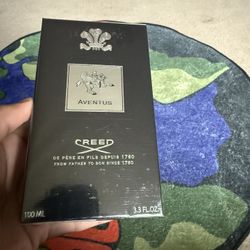 AVENTUS
CREED
DE PÈRE EN FILS DEPUIS 1760
FROM FATHER TO SON SINCE 1760
100 ML 3.3 FL.OZ